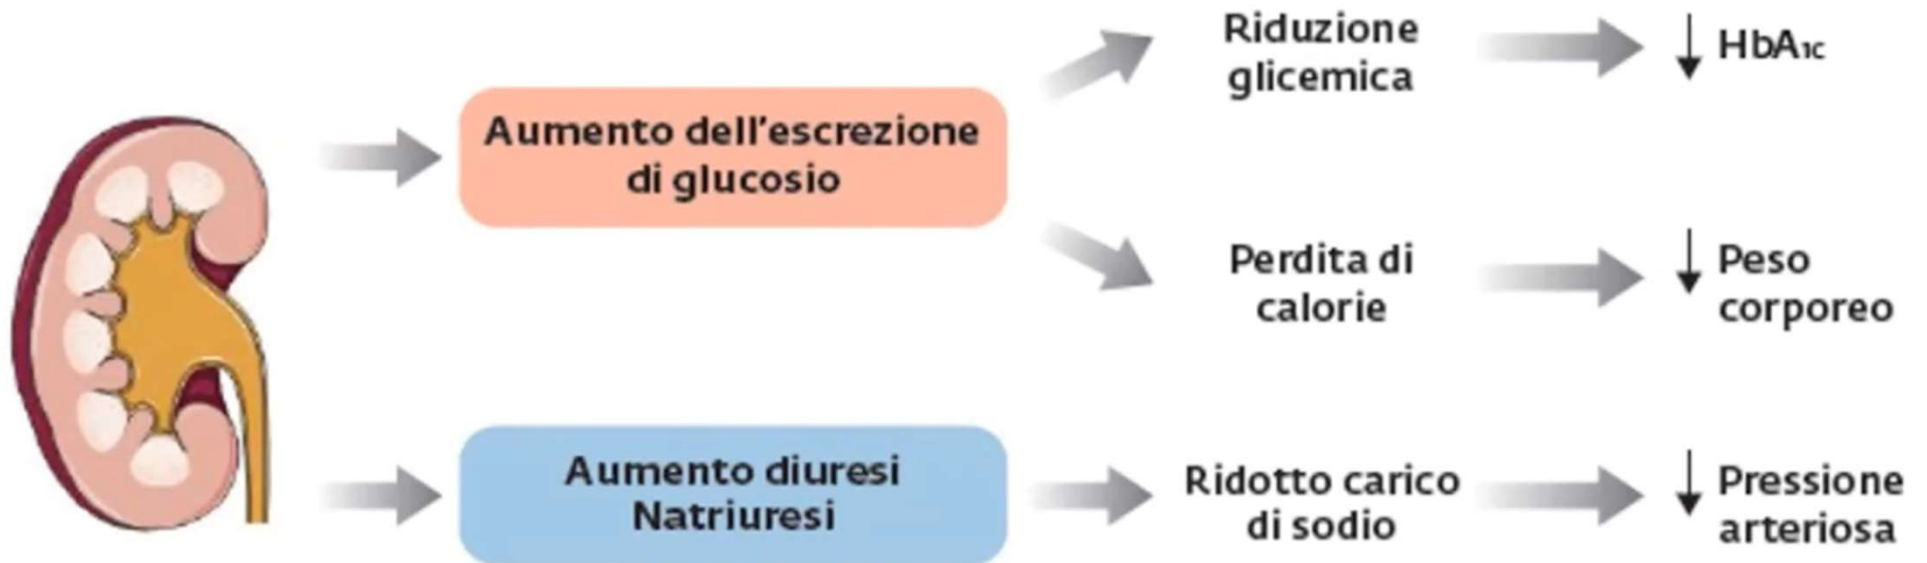 Aumento dell'escrezione
di glucosio
Riduzione
glicemica
↓ HbA1c
Perdita di
calorie
↓ Peso
corporeo
Aumento diuresi
Natriuresi
Ridotto carico
di sodio
↓ Pressione
arteriosa